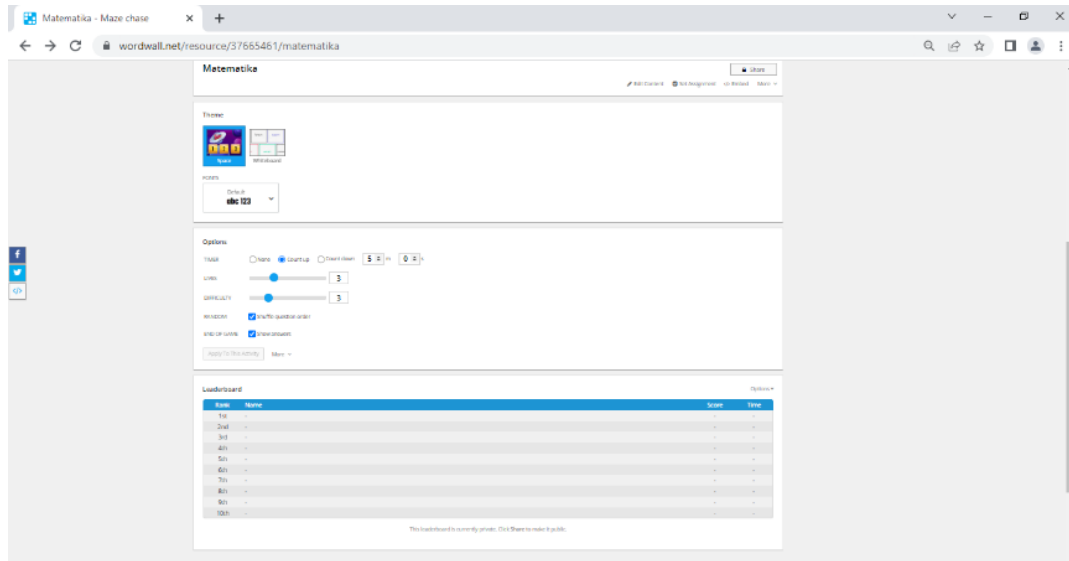 Matematika - Maze chase
wordwall.net/resource/37665461/matematika
Matematika
Share
Edit Content Set Assignment Embed More
Theme
Space Whiteboard
FONTS
Default
abc 123
Options
TIMER None Count up Count down 5 m 0 s
LIVES 3
DIFFICULTY 3
RANDOM Shuffle question order
END OF GAME Show answers
Apply To This Activity More
Leaderboard Options
Rank Name Score Time
1st - - -
2nd - - -
3rd - - -
4th - - -
5th - - -
6th - - -
7th - - -
8th - - -
9th - - -
10th - - -
This leaderboard is currently private. Click Share to make it public.